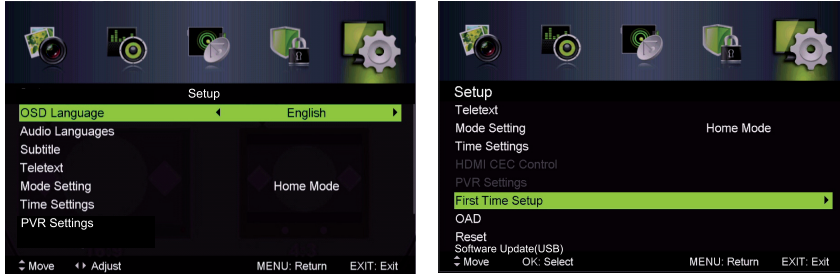 Setup
OSD Language English
Audio Languages
Subtitle
Teletext
Mode Setting Home Mode
Time Settings
PVR Settings
Move Adjust MENU: Return EXIT: Exit
Setup
Teletext
Mode Setting Home Mode
Time Settings
HDMI CEC Control
PVR Settings
First Time Setup
OAD
Reset
Software Update(USB)
Move OK: Select MENU: Return EXIT: Exit